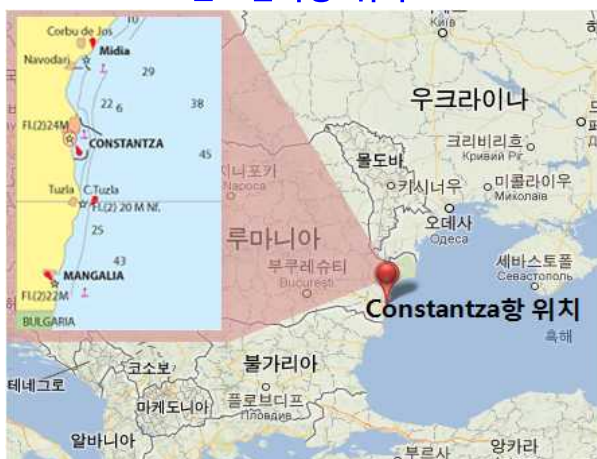 Corbu de Jos
Midia
Navodari
29
22
6
38
Fl.(2)24M
CONSTANTZA
45
Tuzla
C.Tuzla
Fl.(2) 20 M Nf.
25
43
MANGALIA
Fl.(2)22M
BULGARIA
Київ
우크라이나
크리비리흐
Кривий Ріг
몰도바
키시너우
미콜라이우
Миколаїв
오데사
Одеса
Napoca
루마니아
부쿠레슈티
București
세바스토폴
Севастополь
Constantza항 위치
흑해
코소보
불가리아
테네그로
마케도니아
플로브디프
Пловдив
알바니아
부르사
앙카라